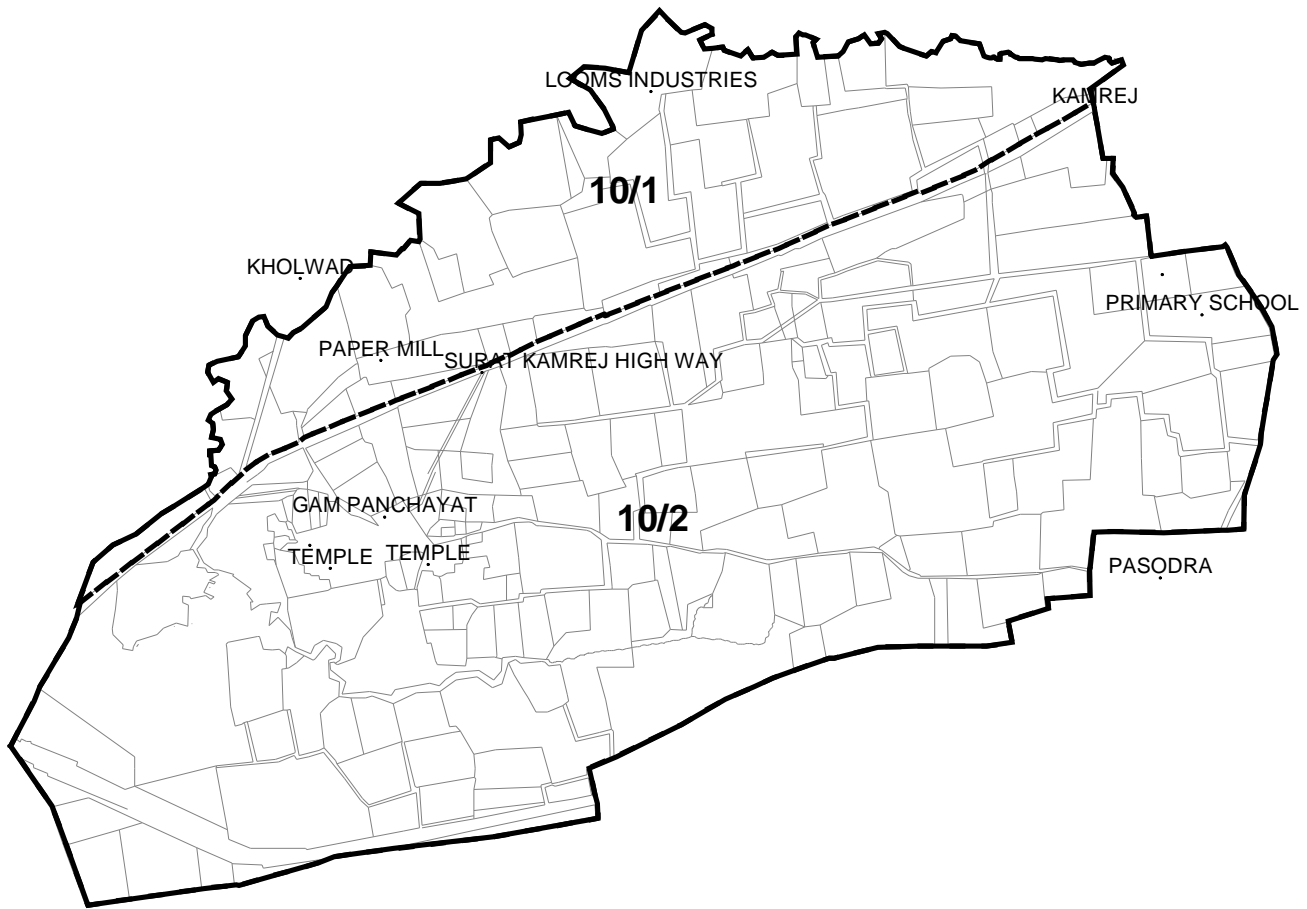 LOOMS INDUSTRIES
KAMREJ
10/1
KHOLWAD
PRIMARY SCHOOL
PAPER MILL
SURAT KAMREJ HIGH WAY
GAM PANCHAYAT
10/2
TEMPLE
TEMPLE
PASODRA